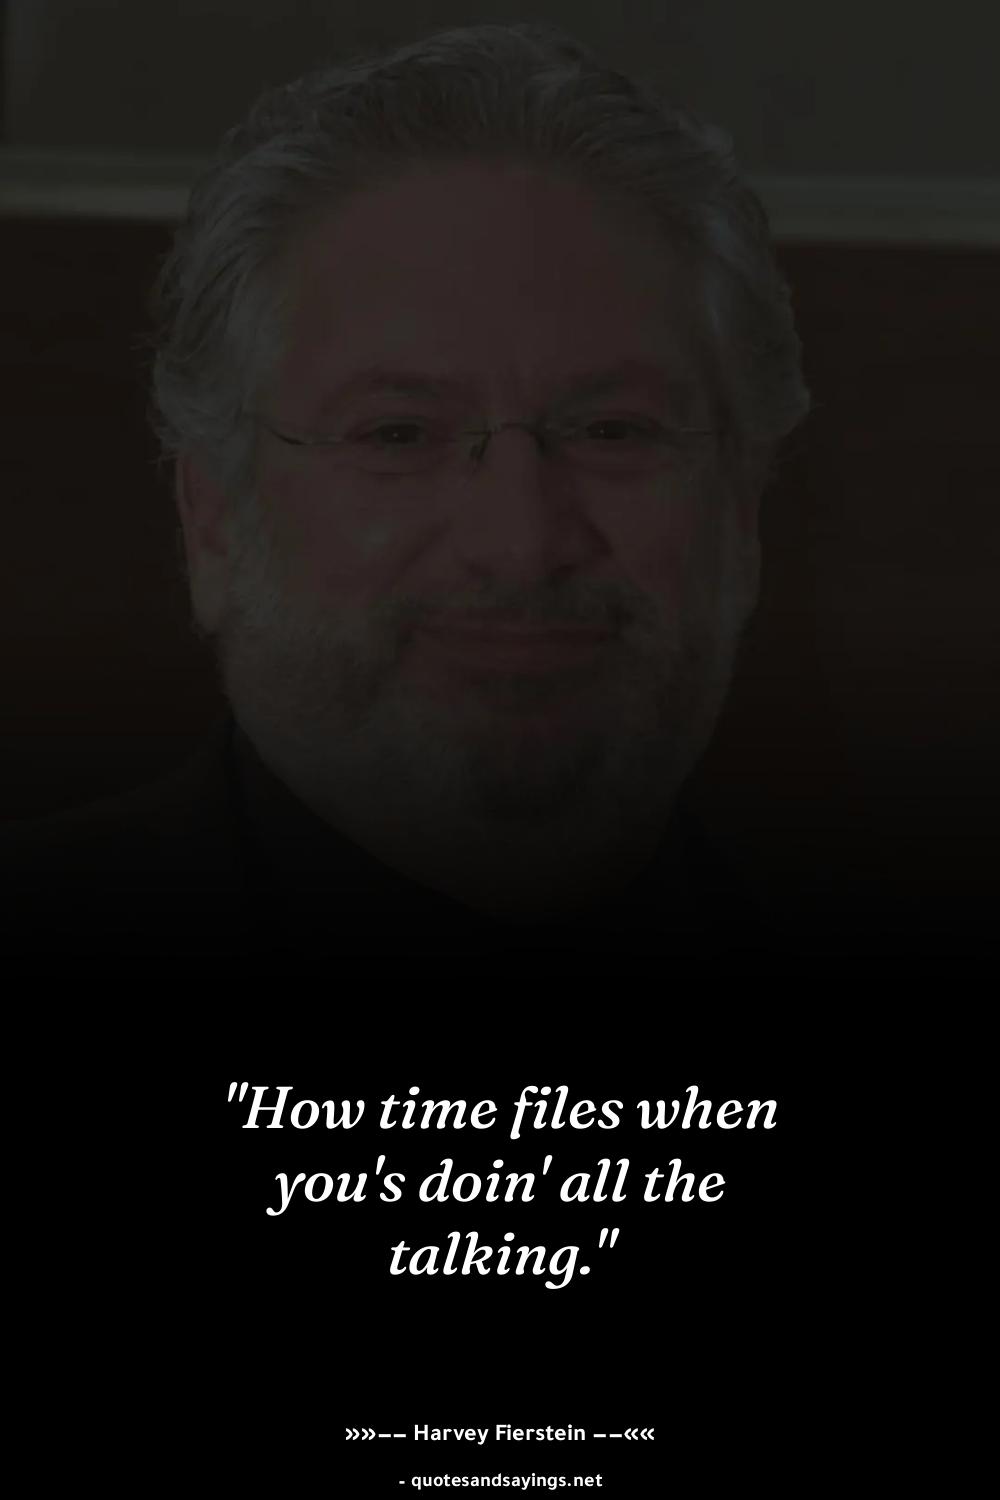 "How time files when
you's doin' all the
talking."
»»–– Harvey Fierstein ––««
- quotesandsayings.net